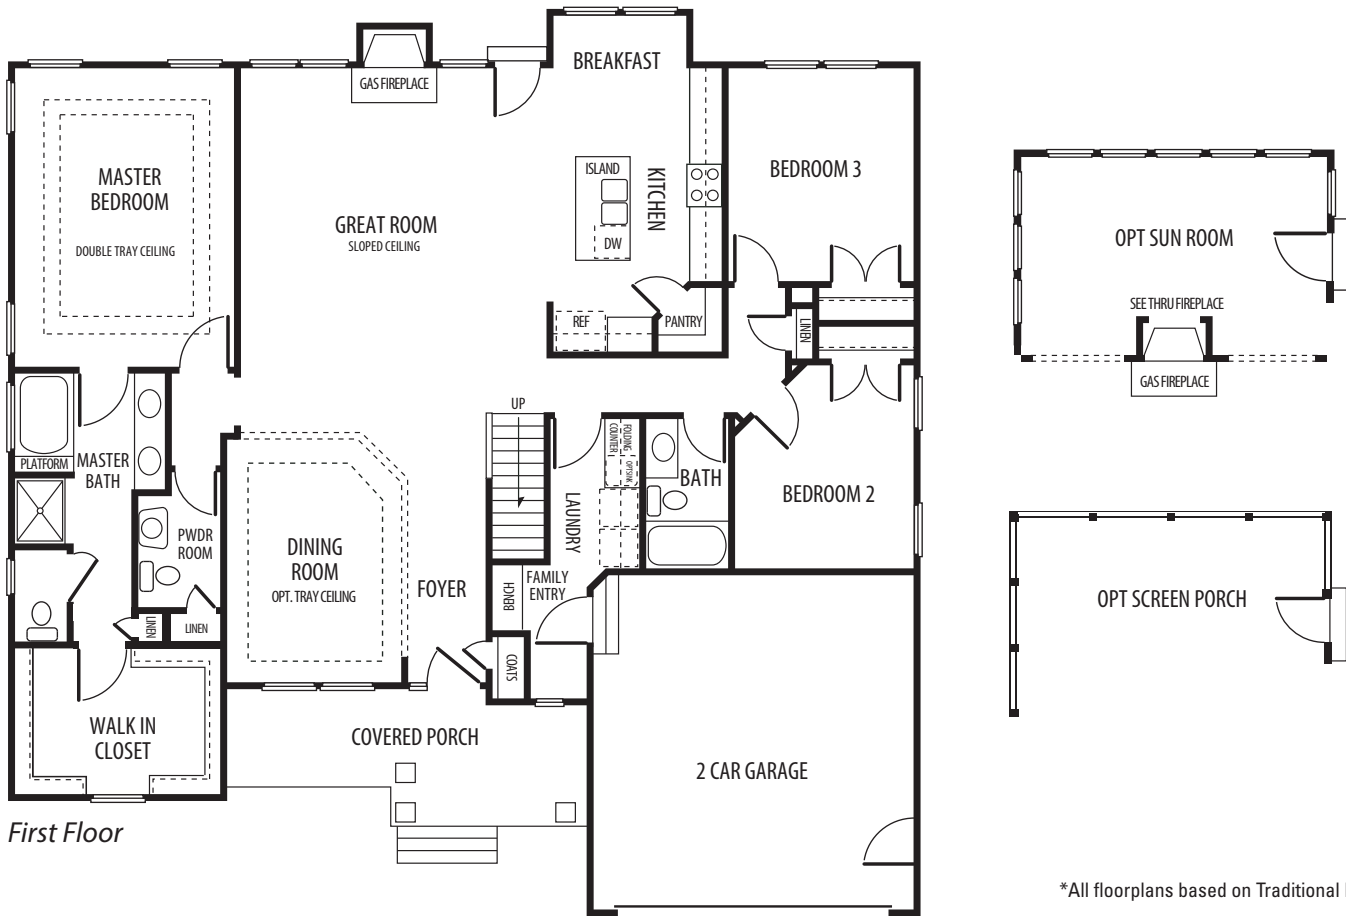 BREAKFAST
GAS FIREPLACE
MASTER
BEDROOM
DOUBLE TRAY CEILING
GREAT ROOM
SLOPED CEILING
ISLAND
DW
KITCHEN
BEDROOM 3
REF
PANTRY
LINEN
OPT SUN ROOM
SEE THRU FIREPLACE
GAS FIREPLACE
UP
PLATFORM
MASTER
BATH
FOLDING
COUNTER
OPT SINK
BATH
LAUNDRY
BEDROOM 2
PWDR
ROOM
DINING
ROOM
OPT. TRAY CEILING
FOYER
BENCH
FAMILY
ENTRY
LINEN
LINEN
COATS
OPT SCREEN PORCH
WALK IN
CLOSET
COVERED PORCH
2 CAR GARAGE
First Floor
*All floorplans based on Traditional